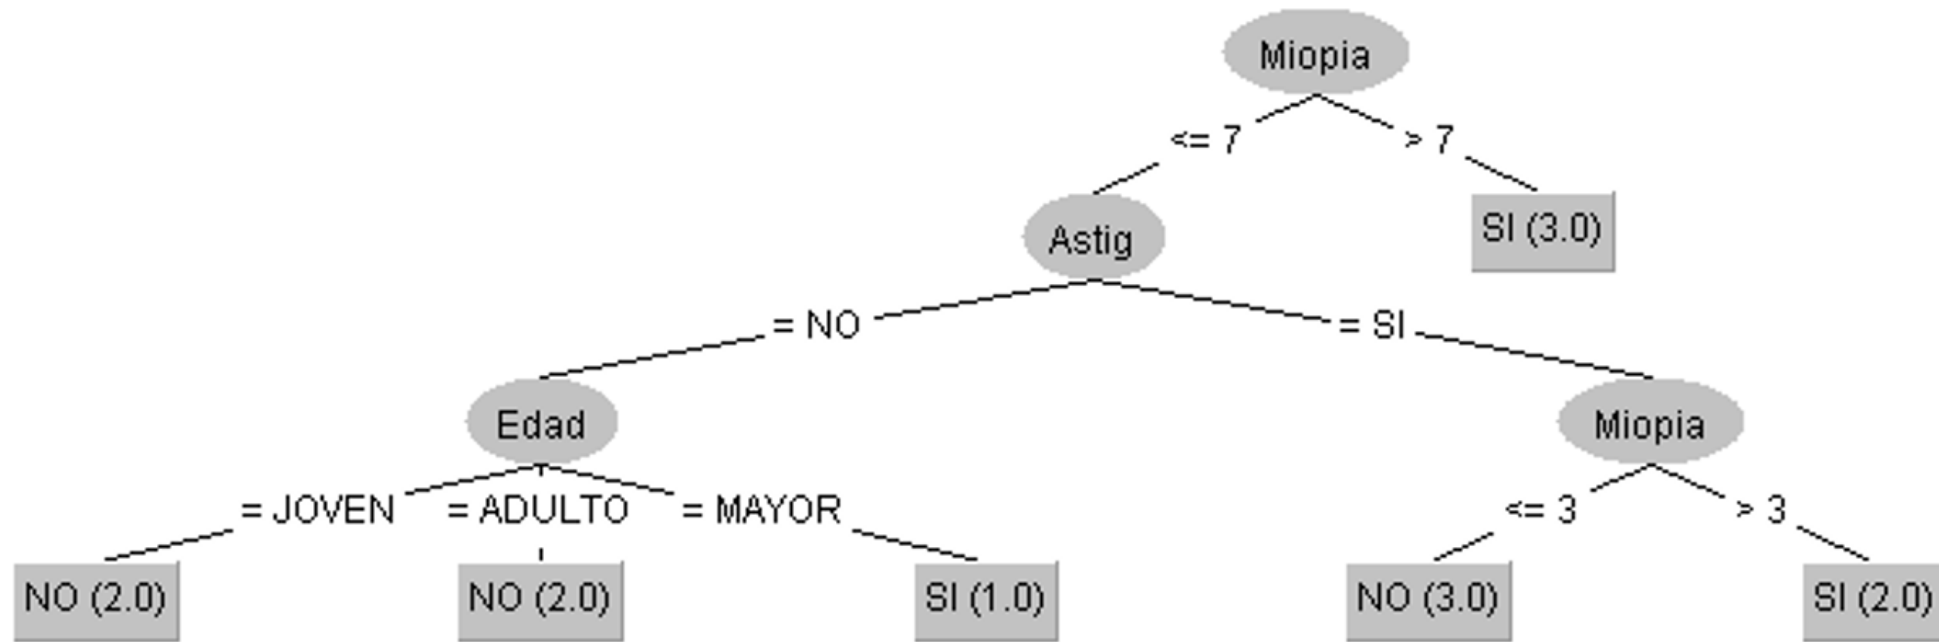 Miopia
<= 7
> 7
Astig
SI (3.0)
= NO
= SI
Edad
Miopia
= JOVEN
= ADULTO
= MAYOR
<= 3
> 3
NO (2.0)
NO (2.0)
SI (1.0)
NO (3.0)
SI (2.0)